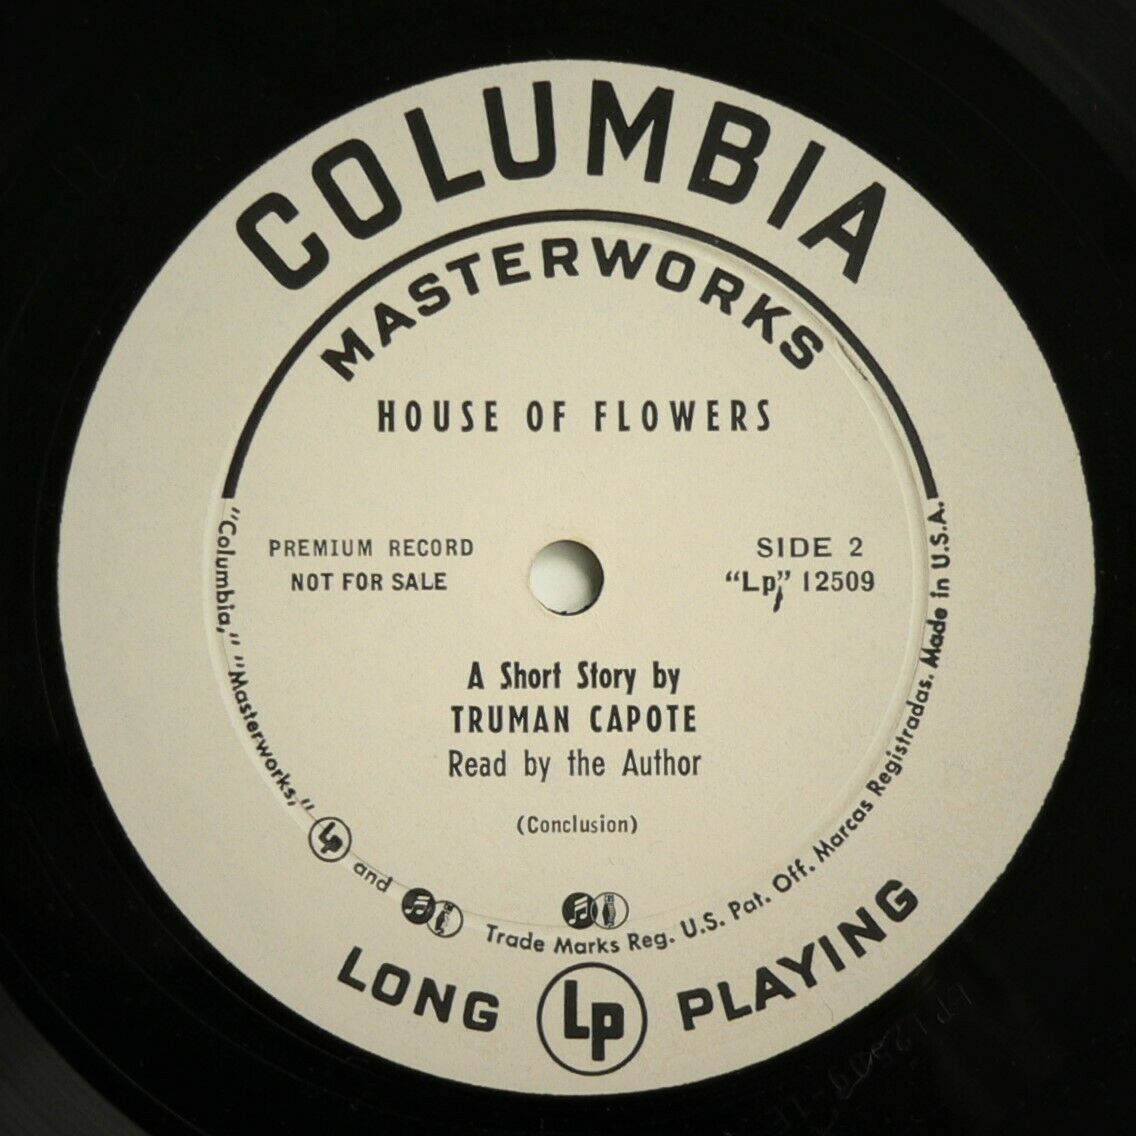 COLUMBIA
MASTERWORKS
HOUSE OF FLOWERS
PREMIUM RECORD
NOT FOR SALE
SIDE 2
"Lp" 12509
A Short Story by
TRUMAN CAPOTE
Read by the Author
(Conclusion)
"Columbia," "Masterworks," Lp and Trade Marks Reg. U.S. Pat. Off. Marcas Registradas. Made in U.S.A.
LONG Lp PLAYING